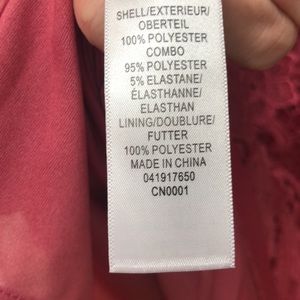 SHELL/EXTERIEUR/
OBERTEIL
100% POLYESTER
COMBO
95% POLYESTER
5% ELASTANE/
ÉLASTHANNE/
ELASTHAN
LINING/DOUBLURE/
FUTTER
100% POLYESTER
MADE IN CHINA
041917650
CN0001